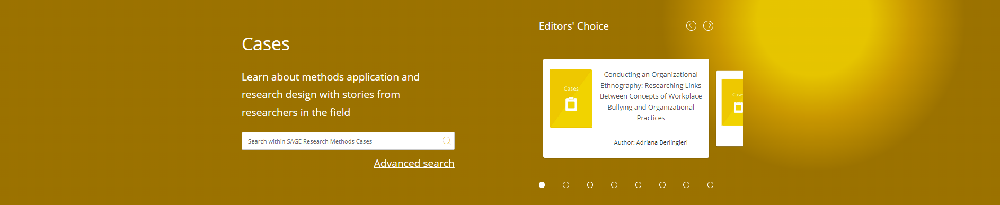 Cases
Learn about methods application and
research design with stories from
researchers in the field
Search within SAGE Research Methods Cases
Advanced search
Editors' Choice
Cases
Conducting an Organizational
Ethnography: Researching Links
Between Concepts of Workplace
Bullying and Organizational
Practices
Author: Adriana Berlingieri
Cases